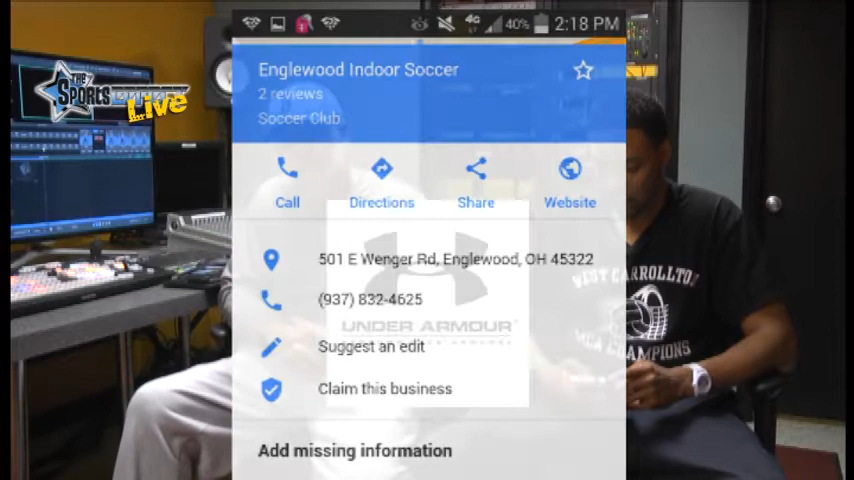 4G
40%
2:18 PM
THE
SPORTS
Live
Englewood Indoor Soccer
2 reviews
Soccer Club
Call
Directions
Share
Website
501 E Wenger Rd, Englewood, OH 45322
(937) 832-4625
UNDER ARMOUR
Suggest an edit
Claim this business
Add missing information
WEST CARROLLTON
CHAMPIONS